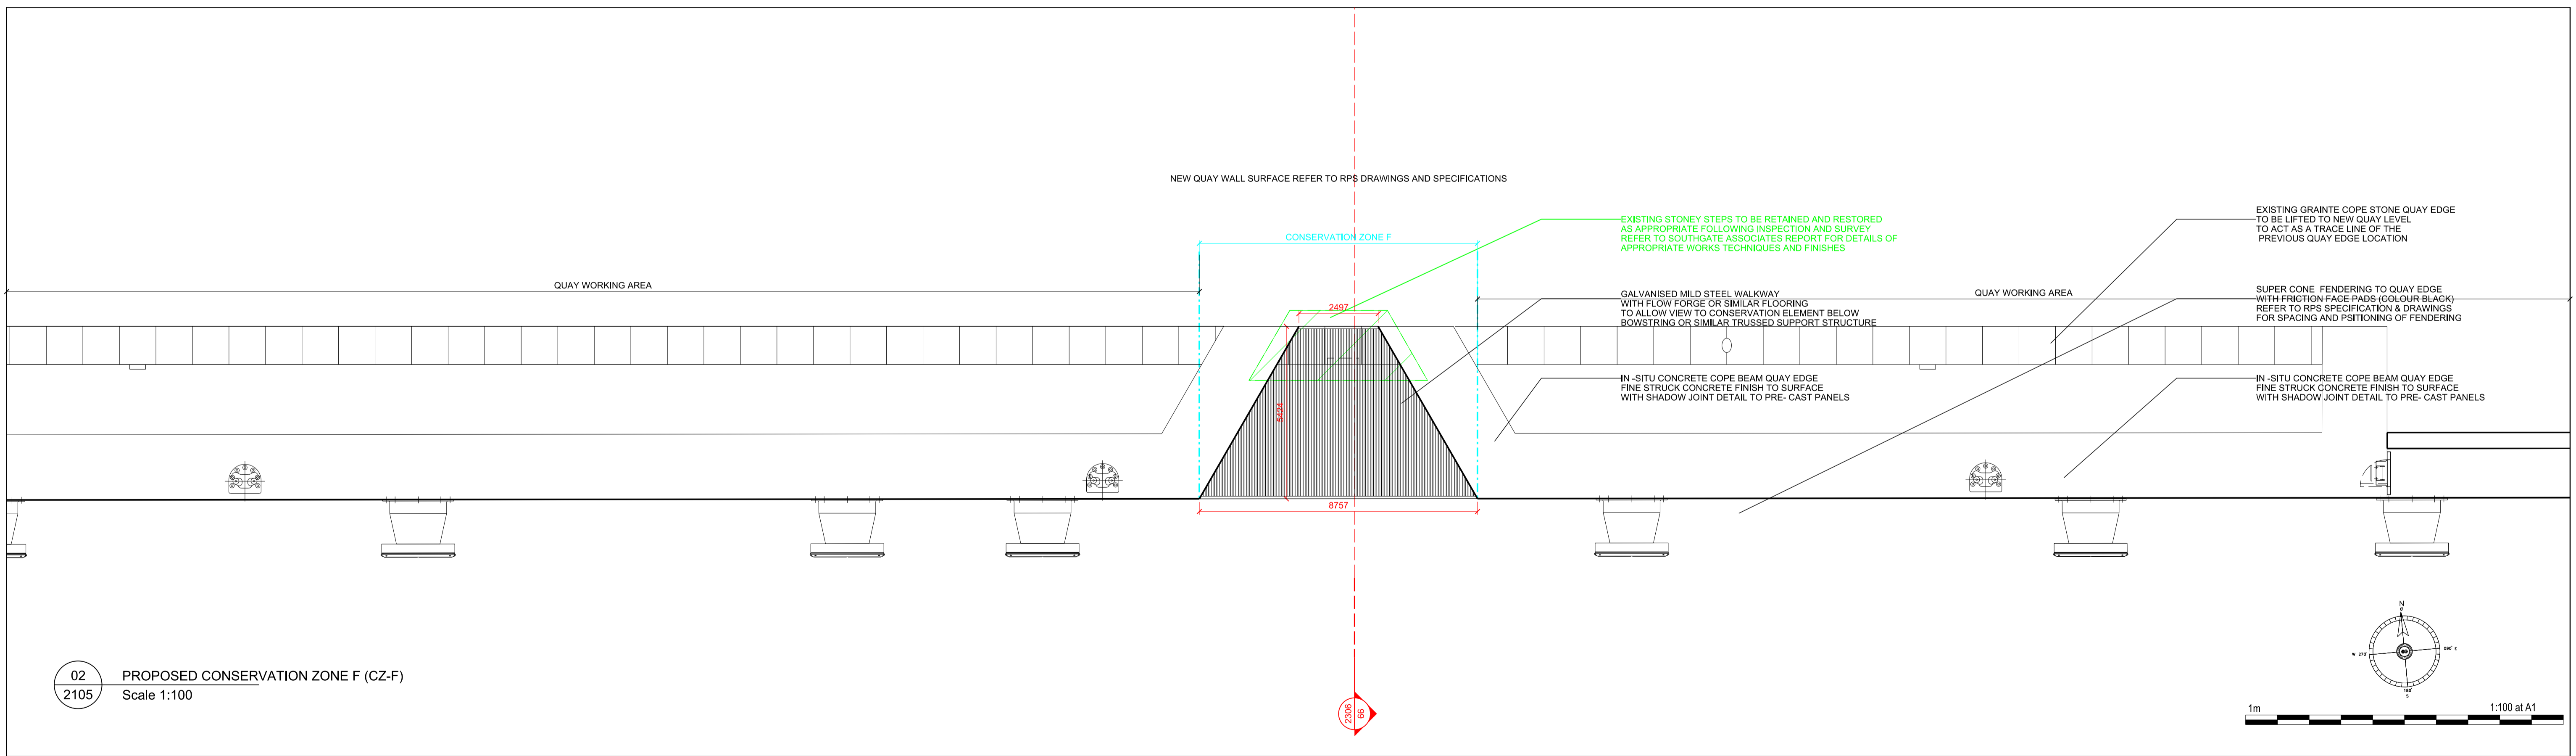 NEW QUAY WALL SURFACE REFER TO RPS DRAWINGS AND SPECIFICATIONS
EXISTING STONEY STEPS TO BE RETAINED AND RESTORED
AS APPROPRIATE FOLLOWING INSPECTION AND SURVEY
REFER TO SOUTHGATE ASSOCIATES REPORT FOR DETAILS OF
APPROPRIATE WORKS TECHNIQUES AND FINISHES
EXISTING GRAINTE COPE STONE QUAY EDGE
TO BE LIFTED TO NEW QUAY LEVEL
TO ACT AS A TRACE LINE OF THE
PREVIOUS QUAY EDGE LOCATION
CONSERVATION ZONE F
QUAY WORKING AREA
GALVANISED MILD STEEL WALKWAY
WITH FLOW FORGE OR SIMILAR FLOORING
TO ALLOW VIEW TO CONSERVATION ELEMENT BELOW
BOWSTRING OR SIMILAR TRUSSED SUPPORT STRUCTURE
QUAY WORKING AREA
SUPER CONE FENDERING TO QUAY EDGE
WITH FRICTION FACE PADS (COLOUR BLACK)
REFER TO RPS SPECIFICATION & DRAWINGS
FOR SPACING AND PSITIONING OF FENDERING
2497
5424
IN -SITU CONCRETE COPE BEAM QUAY EDGE
FINE STRUCK CONCRETE FINISH TO SURFACE
WITH SHADOW JOINT DETAIL TO PRE- CAST PANELS
IN -SITU CONCRETE COPE BEAM QUAY EDGE
FINE STRUCK CONCRETE FINISH TO SURFACE
WITH SHADOW JOINT DETAIL TO PRE- CAST PANELS
8757
02
2105
PROPOSED CONSERVATION ZONE F (CZ-F)
Scale 1:100
2306
66
N
0
W 270°
090° E
180°
S
1m
1:100 at A1